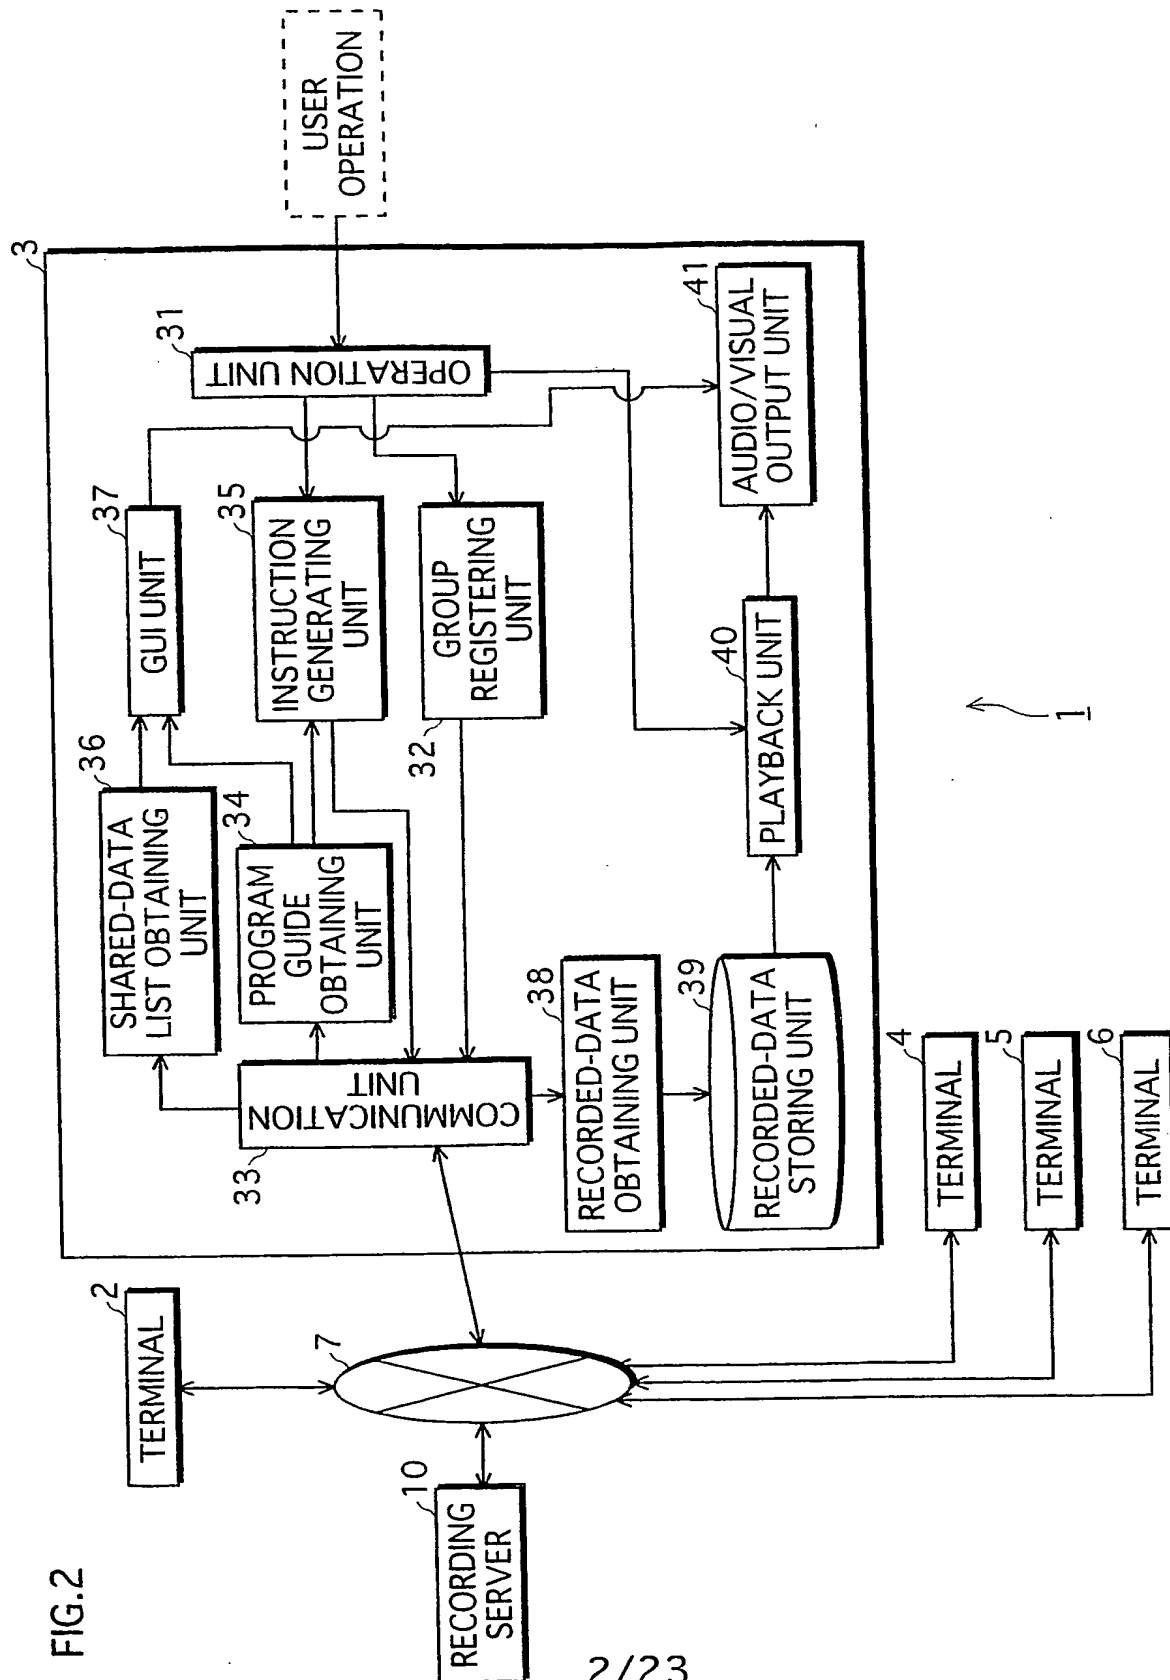 FIG.2
USER
OPERATION
3
31
OPERATION UNIT
37
GUI UNIT
35
INSTRUCTION
GENERATING
UNIT
GROUP
REGISTERING
UNIT
32
36
SHARED-DATA
LIST OBTAINING
UNIT
34
PROGRAM
GUIDE
OBTAINING
UNIT
COMMUNICATION
UNIT
33
38
RECORDED-DATA
OBTAINING UNIT
39
RECORDED-DATA
STORING UNIT
40
PLAYBACK UNIT
41
AUDIO/VISUAL
OUTPUT UNIT
2
TERMINAL
7
10
RECORDING
SERVER
4
TERMINAL
5
TERMINAL
6
TERMINAL
1
2/23